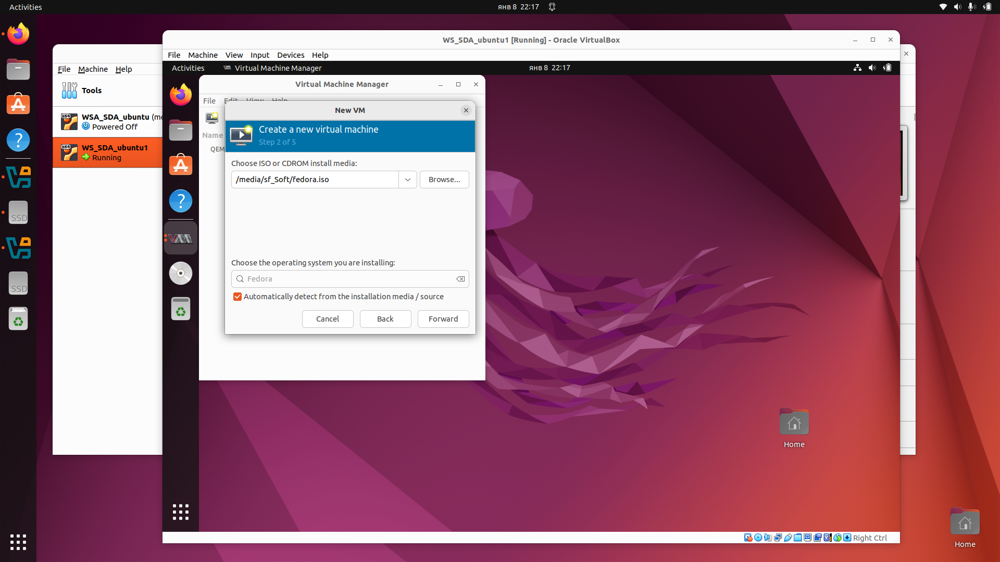 Activities
янв 8 22:17
WS_SDA_ubuntu1 [Running] - Oracle VirtualBox
File Machine View Input Devices Help
Activities
Virtual Machine Manager
янв 8 22:17
File Machine Help
Tools
WSA_SDA_ubuntu
Powered Off
WS_SDA_ubuntu1
Running
Virtual Machine Manager
File Edit View Help
Name
New VM
Create a new virtual machine
Step 2 of 5
Choose ISO or CDROM install media:
/media/sf_Soft/fedora.iso
Browse...
Choose the operating system you are installing:
Fedora
Automatically detect from the installation media / source
Cancel
Back
Forward
SSD
SSD
x64
x64
Home
Right Ctrl
Home